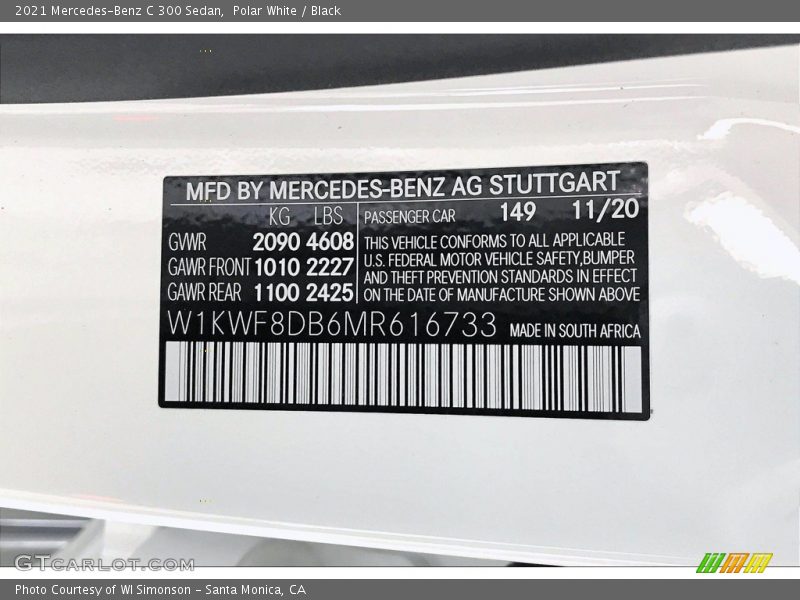 2021 Mercedes-Benz C 300 Sedan,  Polar White / Black
MFD BY MERCEDES-BENZ AG STUTTGART
KG LBS
PASSENGER CAR 149 11/20
GVWR 2090 4608
GAWR FRONT 1010 2227
GAWR REAR 1100 2425
THIS VEHICLE CONFORMS TO ALL APPLICABLE
U.S. FEDERAL MOTOR VEHICLE SAFETY,BUMPER
AND THEFT PREVENTION STANDARDS IN EFFECT
ON THE DATE OF MANUFACTURE SHOWN ABOVE
W1KWF8DB6MR616733 MADE IN SOUTH AFRICA
GTCARLOT.COM
Photo Courtesy of WI Simonson – Santa Monica, CA